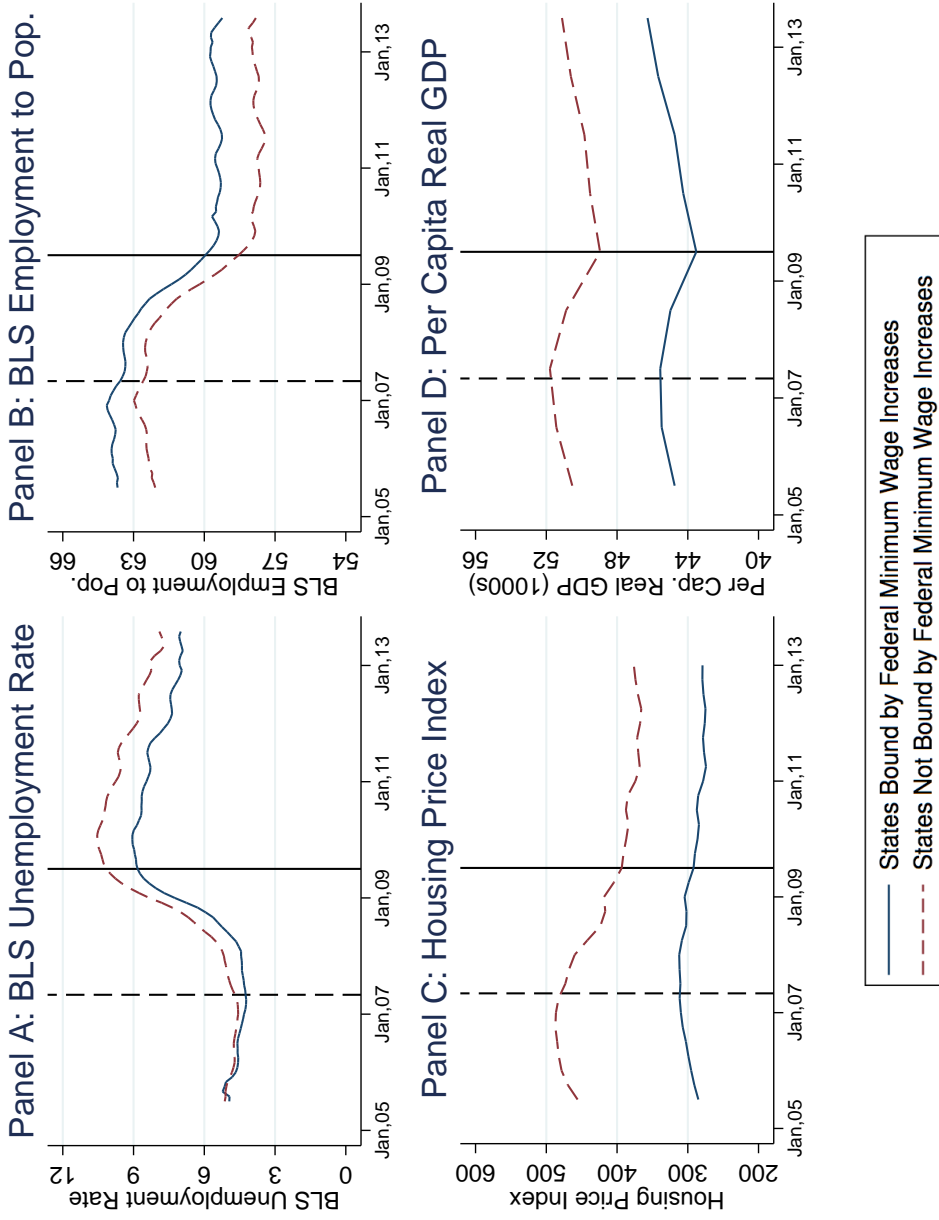 Panel A: BLS Unemployment Rate
BLS Unemployment Rate
12
9
6
3
0
Jan,05 Jan,07 Jan,09 Jan,11 Jan,13
Panel B: BLS Employment to Pop.
BLS Employment to Pop.
66
63
60
57
54
Jan,05 Jan,07 Jan,09 Jan,11 Jan,13
Panel C: Housing Price Index
Housing Price Index
600
500
400
300
200
Jan,05 Jan,07 Jan,09 Jan,11 Jan,13
Panel D: Per Capita Real GDP
Per Cap. Real GDP (1000s)
56
52
48
44
40
Jan,05 Jan,07 Jan,09 Jan,11 Jan,13
States Bound by Federal Minimum Wage Increases
States Not Bound by Federal Minimum Wage Increases